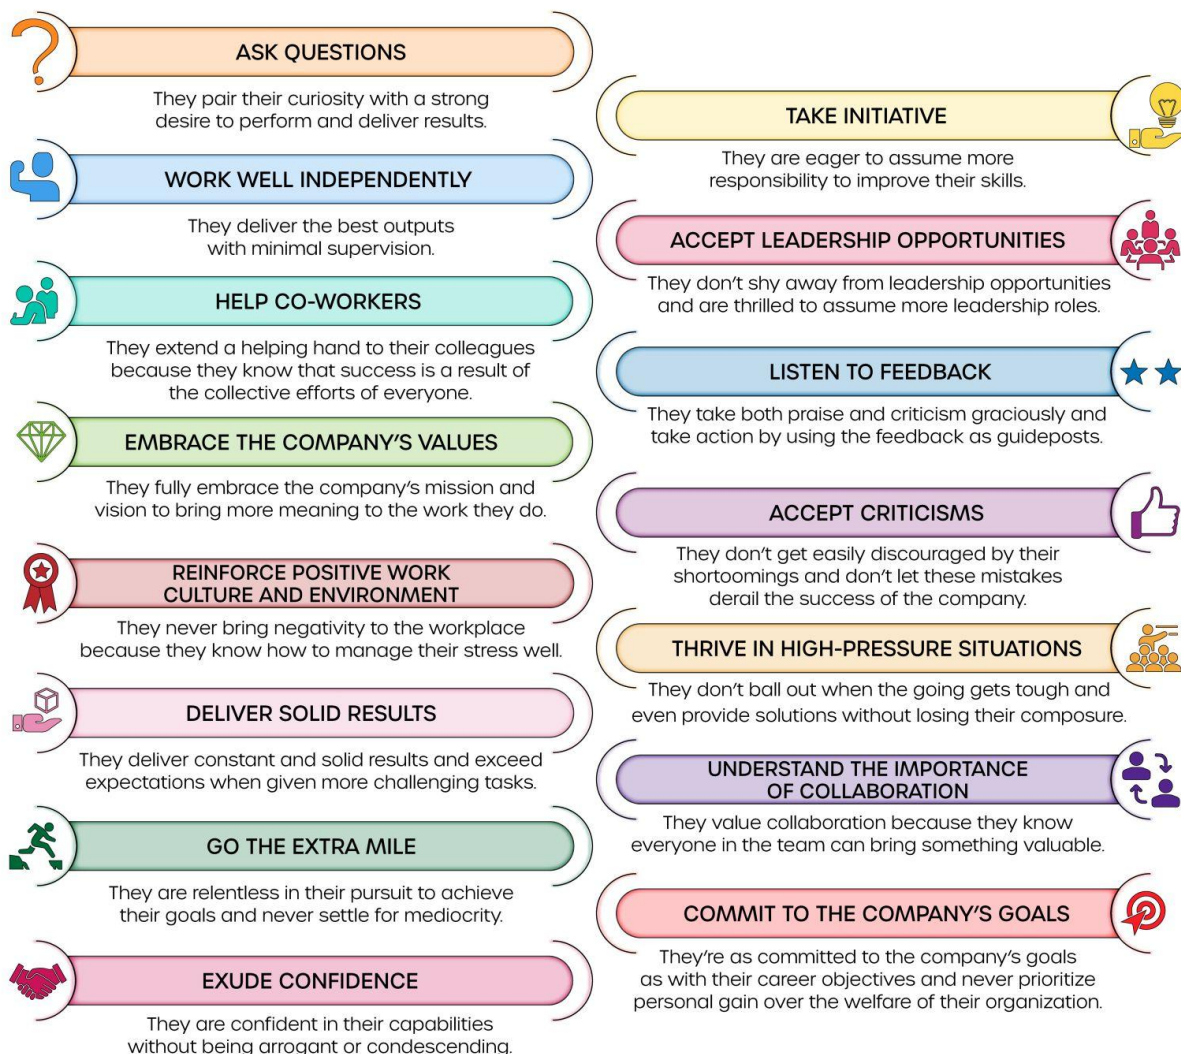 ASK QUESTIONS
They pair their curiosity with a strong
desire to perform and deliver results.
WORK WELL INDEPENDENTLY
They deliver the best outputs
with minimal supervision.
HELP CO-WORKERS
They extend a helping hand to their colleagues
because they know that success is a result of
the collective efforts of everyone.
EMBRACE THE COMPANY'S VALUES
They fully embrace the company's mission and
vision to bring more meaning to the work they do.
REINFORCE POSITIVE WORK
CULTURE AND ENVIRONMENT
They never bring negativity to the workplace
because they know how to manage their stress well.
DELIVER SOLID RESULTS
They deliver constant and solid results and exceed
expectations when given more challenging tasks.
GO THE EXTRA MILE
They are relentless in their pursuit to achieve
their goals and never settle for mediocrity.
EXUDE CONFIDENCE
They are confident in their capabilities
without being arrogant or condescending.
TAKE INITIATIVE
They are eager to assume more
responsibility to improve their skills.
ACCEPT LEADERSHIP OPPORTUNITIES
They don't shy away from leadership opportunities
and are thrilled to assume more leadership roles.
LISTEN TO FEEDBACK
They take both praise and criticism graciously and
take action by using the feedback as guideposts.
ACCEPT CRITICISMS
They don't get easily discouraged by their
shortoomings and don't let these mistakes
derail the success of the company.
THRIVE IN HIGH-PRESSURE SITUATIONS
They don't ball out when the going gets tough and
even provide solutions without losing their composure.
UNDERSTAND THE IMPORTANCE
OF COLLABORATION
They value collaboration because they know
everyone in the team can bring something valuable.
COMMIT TO THE COMPANY'S GOALS
They're as committed to the company's goals
as with their career objectives and never prioritize
personal gain over the welfare of their organization.